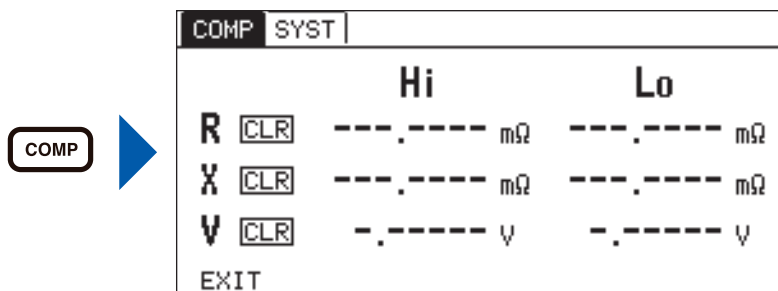 COMP
COMP SYST
Hi Lo
R CLR ---.---- mΩ ---.---- mΩ
X CLR ---.---- mΩ ---.---- mΩ
V CLR -.----- V -.----- V
EXIT